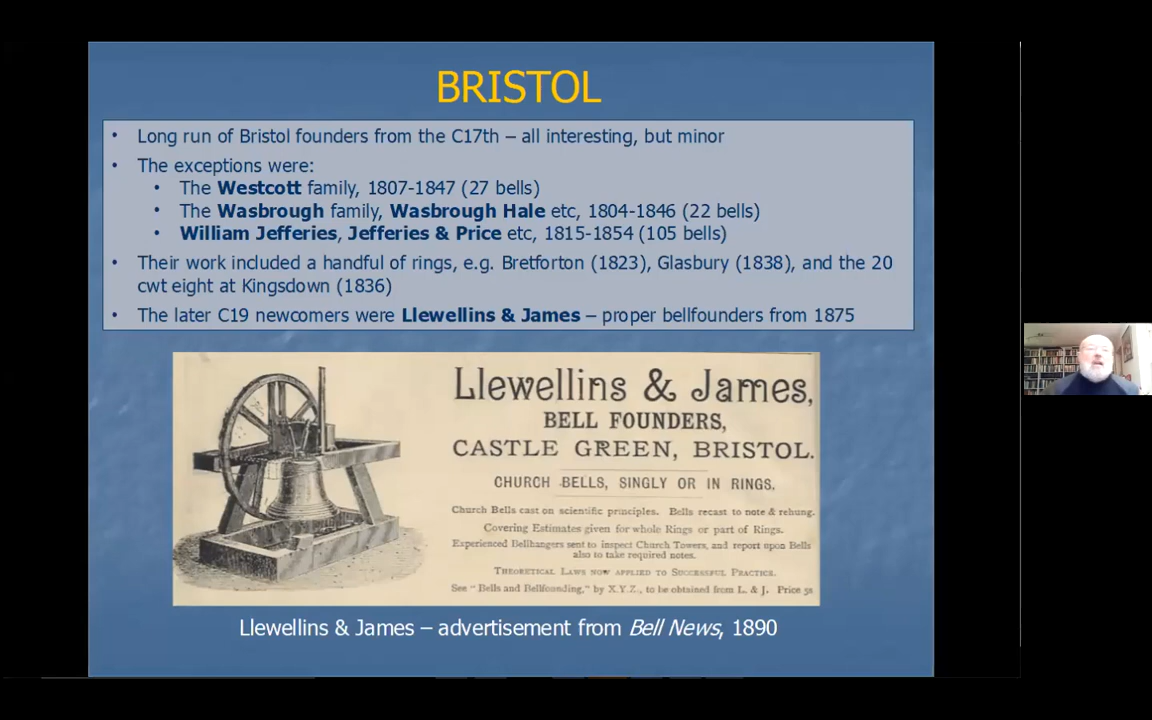 BRISTOL
• Long run of Bristol founders from the C17th – all interesting, but minor
• The exceptions were:
• The Westcott family, 1807-1847 (27 bells)
• The Wasbrough family, Wasbrough Hale etc, 1804-1846 (22 bells)
• William Jefferies, Jefferies & Price etc, 1815-1854 (105 bells)
• Their work included a handful of rings, e.g. Bretforton (1823), Glasbury (1838), and the 20
cwt eight at Kingsdown (1836)
• The later C19 newcomers were Llewellins & James – proper bellfounders from 1875
Llewellins & James,
BELL FOUNDERS,
CASTLE GREEN, BRISTOL.
CHURCH BELLS, SINGLY OR IN RINGS.
Church Bells cast on scientific principles. Bells recast to note & rehung.
Covering Estimates given for whole Rings or part of Rings.
Experienced Bellhangers sent to inspect Church Towers, and report upon Bells
also to take required notes.
THEORETICAL LAWS NOW APPLIED TO SUCCESSFUL PRACTICE.
See "Bells and Bellfounding," by X.Y.Z., to be obtained from L. & J. Price 5s
Llewellins & James – advertisement from Bell News, 1890